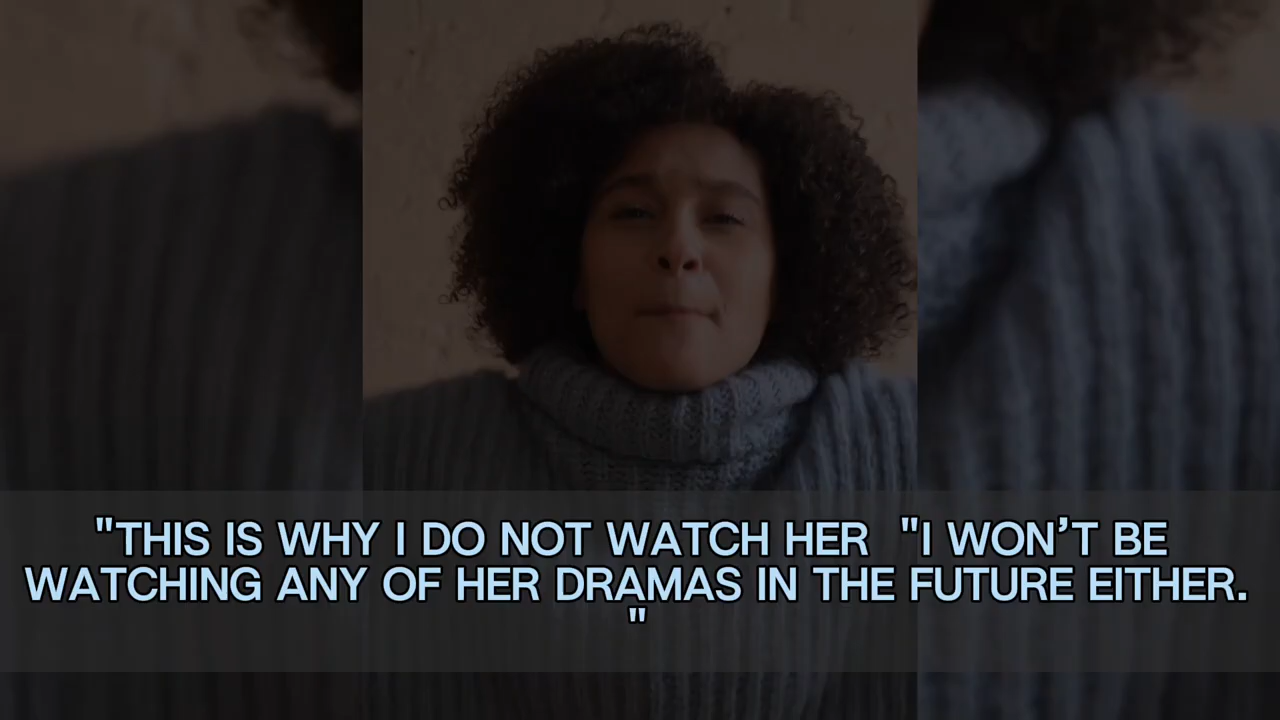 "THIS IS WHY I DO NOT WATCH HER  "I WON’T BE
WATCHING ANY OF HER DRAMAS IN THE FUTURE EITHER.
"